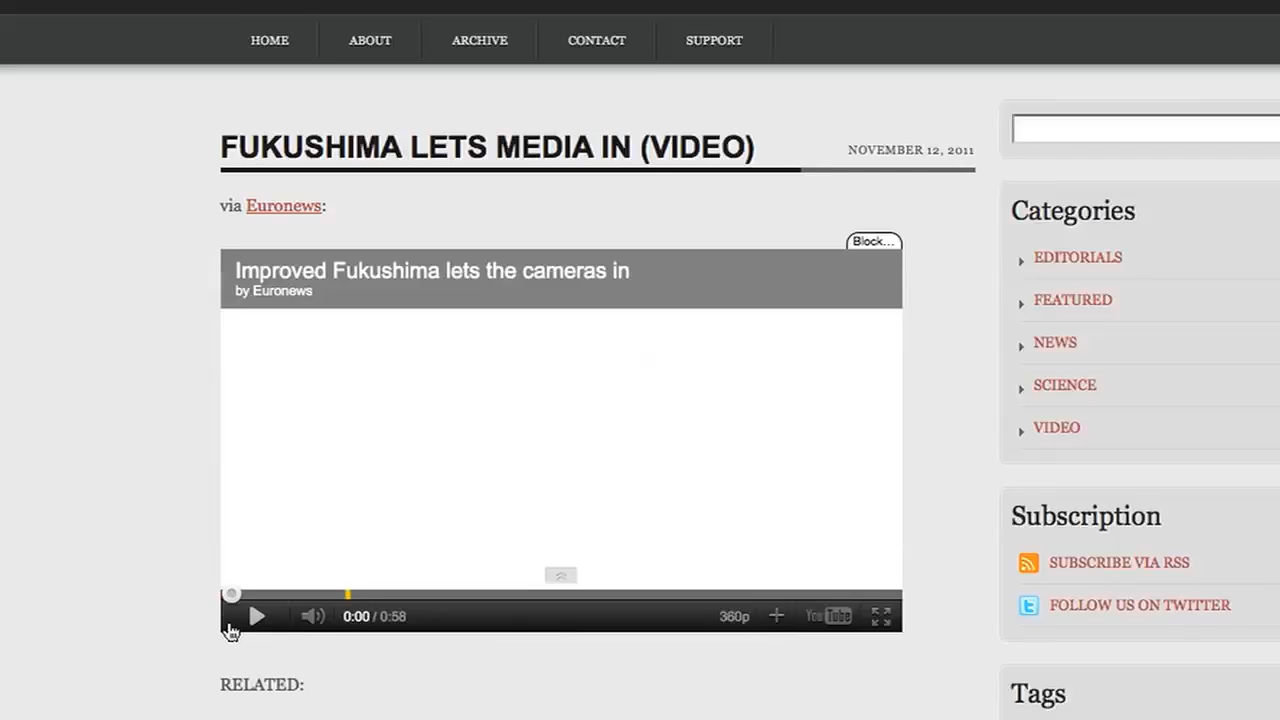 HOME ABOUT ARCHIVE CONTACT SUPPORT
FUKUSHIMA LETS MEDIA IN (VIDEO)
NOVEMBER 12, 2011
via Euronews:
Block...
Improved Fukushima lets the cameras in
by Euronews
0:00 / 0:58
360p
YouTube
RELATED:
Categories
EDITORIALS
FEATURED
NEWS
SCIENCE
VIDEO
Subscription
SUBSCRIBE VIA RSS
FOLLOW US ON TWITTER
Tags